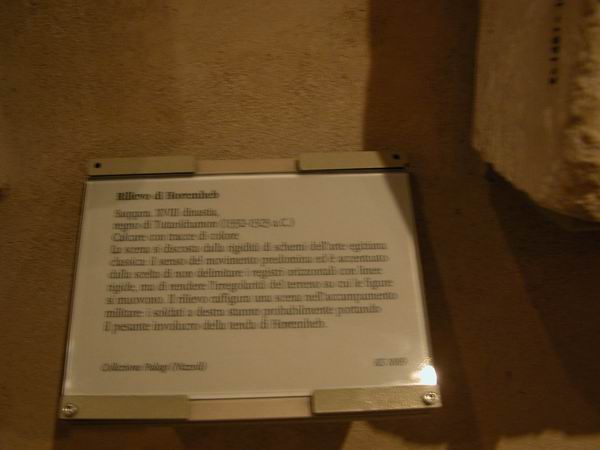 Rilievo di Horemheb
Saqqara, XVIII dinastia,
regno di Tutankhamon (1332-1323 a.C.)
Calcare con tracce di colore
La scena si discosta dalla rigidità di schemi dell'arte egiziana
classica: il senso del movimento predomina ed è accentuato
dalla scelta di non delimitare i registri orizzontali con linee
rigide, ma di rendere l'irregolarità del terreno su cui le figure
si muovono. Il rilievo raffigura una scena nell'accampamento
militare: i soldati a destra stanno probabilmente portando
il pesante involucro della tenda di Horemheb.
Collezione Palagi (Nizzoli)